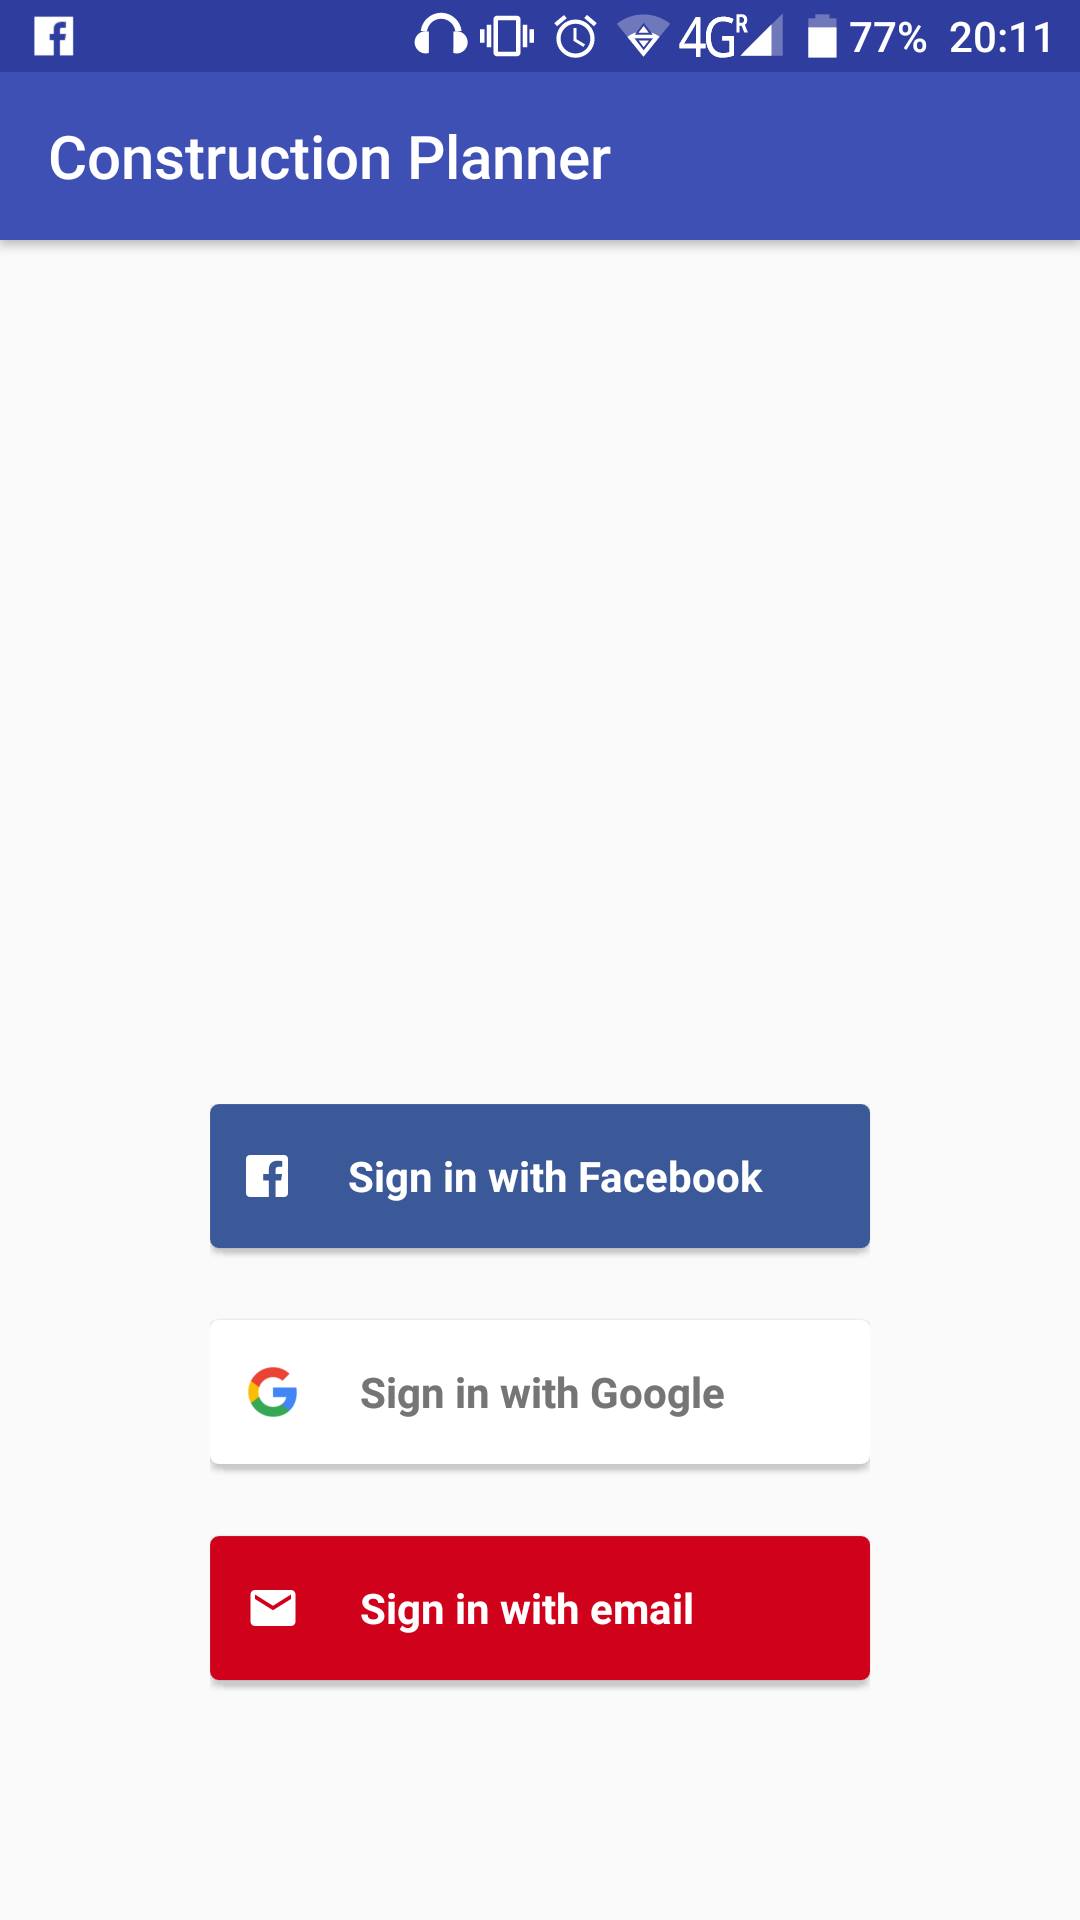 4G R 77% 20:11
Construction Planner
Sign in with Facebook
Sign in with Google
Sign in with email